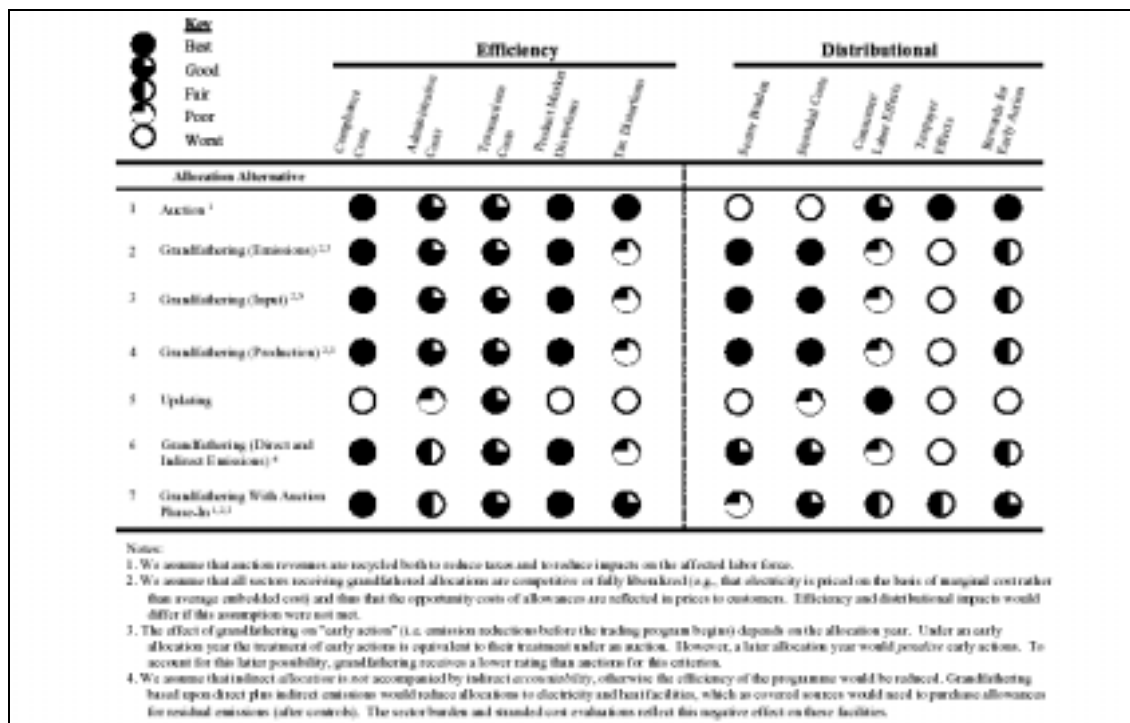 Key
Best
Good
Fair
Poor
Worst
Efficiency
Distributional
Compliance
Costs
Administrative
Costs
Transactions
Costs
Product Market
Distortions
Tax Distortions
Sector Burden
Stranded Costs
Consumer/
Labor Effects
Taxpayer
Effects
Rewards for
Early Action
Allocation Alternative
1 Auction 1
2 Grandfathering (Emissions) 2,3
3 Grandfathering (Input) 2,3
4 Grandfathering (Production) 2,3
5 Updating
6 Grandfathering (Direct and
Indirect Emissions) 4
7 Grandfathering With Auction
Phase-In 1,2,3
Notes:
1. We assume that auction revenues are recycled both to reduce taxes and to reduce impacts on the affected labor force.
2. We assume that all sectors receiving grandfathered allocations are competitive or fully liberalized (e.g., that electricity is priced on the basis of marginal cost rather
than average embedded cost) and thus that the opportunity costs of allowances are reflected in prices to customers. Efficiency and distributional impacts would
differ if this assumption were not met.
3. The effect of grandfathering on "early action" (i.e. emission reductions before the trading program begins) depends on the allocation year. Under an early
allocation year the treatment of early actions is equivalent to their treatment under an auction. However, a later allocation year would penalise early actions. To
account for this latter possibility, grandfathering receives a lower rating than auctions for this criterion.
4. We assume that indirect allocation is not accompanied by indirect accountability, otherwise the efficiency of the programme would be reduced. Grandfathering
based upon direct plus indirect emissions would reduce allocations to electricity and heat facilities, which as covered sources would need to purchase allowances
for residual emissions (after controls). The sector burden and stranded cost evaluations reflect this negative effect on these facilities.